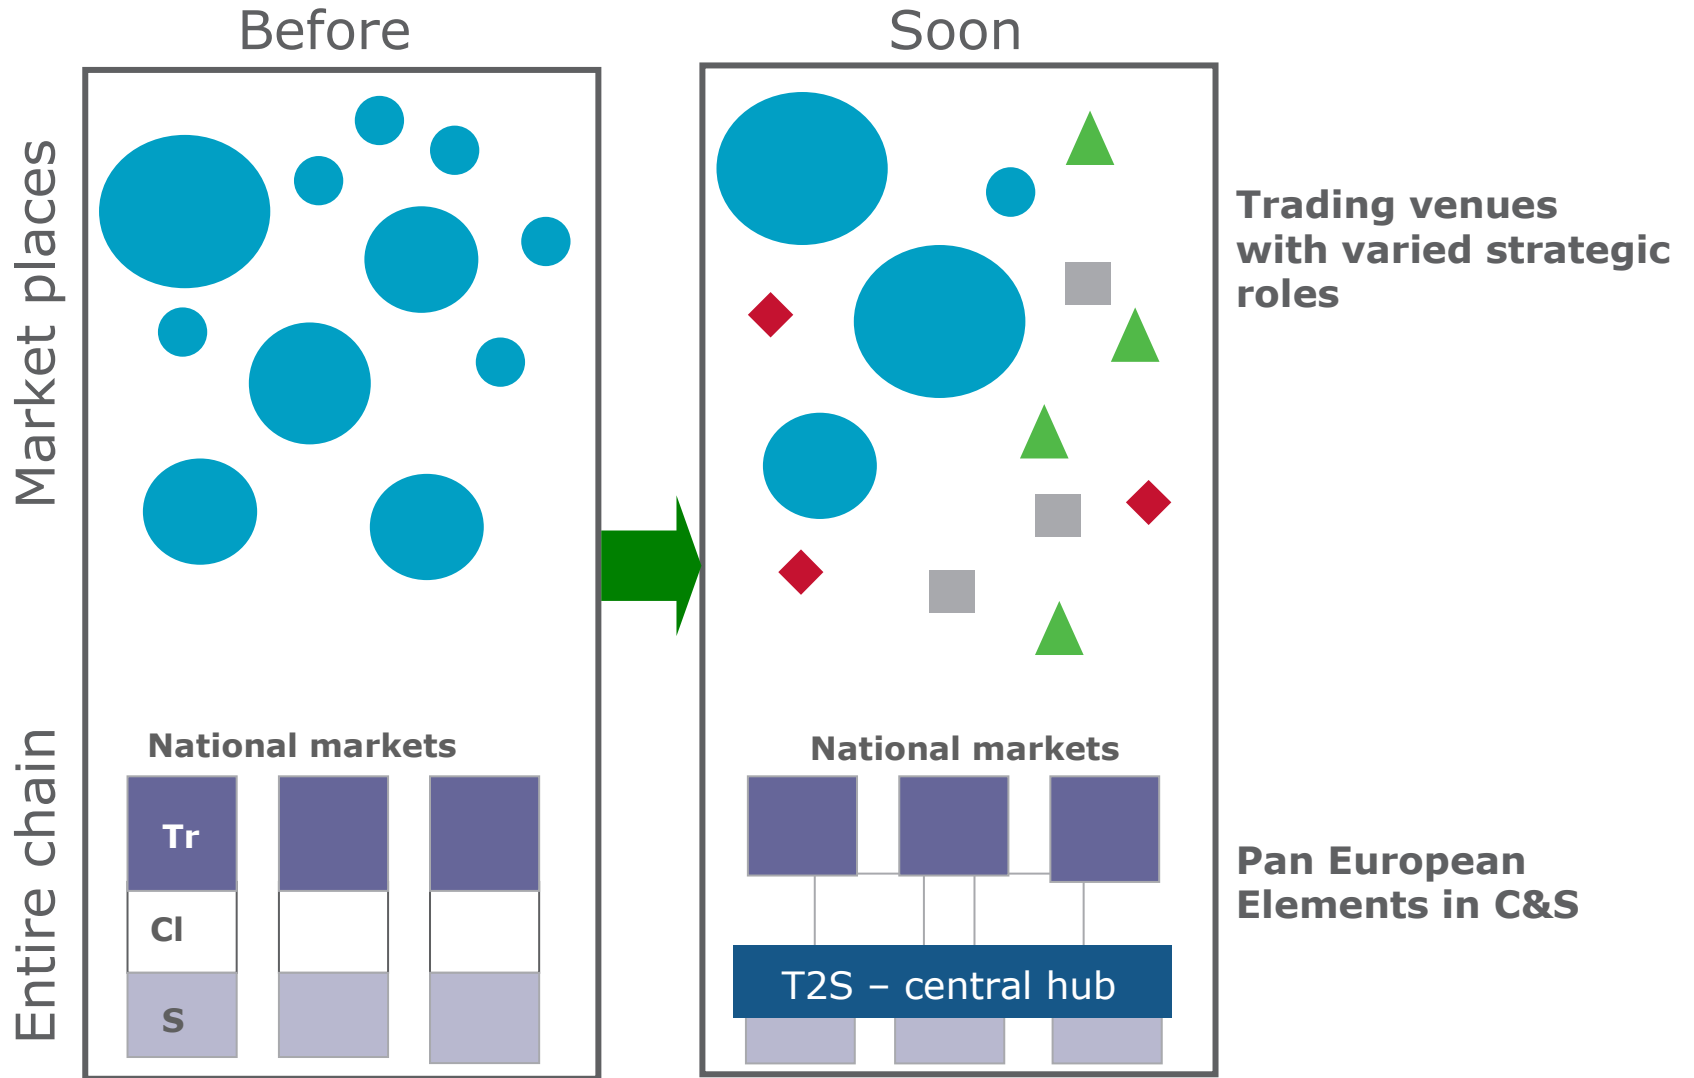 Before
Soon
Market places
Trading venues
with varied strategic
roles
Entire chain
National markets
Tr
Cl
S
National markets
T2S – central hub
Pan European
Elements in C&S